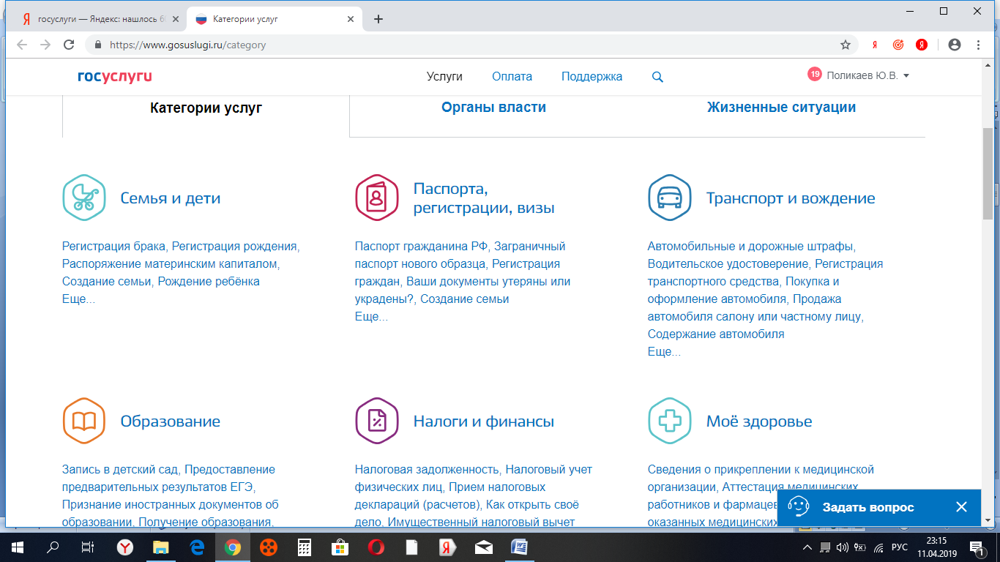 госуслуги — Яндекс: нашлось 6
Категории услуг
https://www.gosuslugi.ru/category
госуслуги
Услуги
Оплата
Поддержка
19
Поликаев Ю.В.
Категории услуг
Органы власти
Жизненные ситуации
Семья и дети
Регистрация брака, Регистрация рождения,
Распоряжение материнским капиталом,
Создание семьи, Рождение ребёнка
Еще...
Паспорта,
регистрации, визы
Паспорт гражданина РФ, Заграничный
паспорт нового образца, Регистрация
граждан, Ваши документы утеряны или
украдены?, Создание семьи
Еще...
Транспорт и вождение
Автомобильные и дорожные штрафы,
Водительское удостоверение, Регистрация
транспортного средства, Покупка и
оформление автомобиля, Продажа
автомобиля салону или частному лицу,
Содержание автомобиля
Еще...
Образование
Запись в детский сад, Предоставление
предварительных результатов ЕГЭ,
Признание иностранных документов об
образовании, Получение образования,
Налоги и финансы
Налоговая задолженность, Налоговый учет
физических лиц, Прием налоговых
деклараций (расчетов), Как открыть своё
дело, Имущественный налоговый вычет
Моё здоровье
Сведения о прикреплении к медицинской
организации, Аттестация медицинских
работников и фармацев
оказанных медицинских
Задать вопрос
РУС
23:15
11.04.2019
1